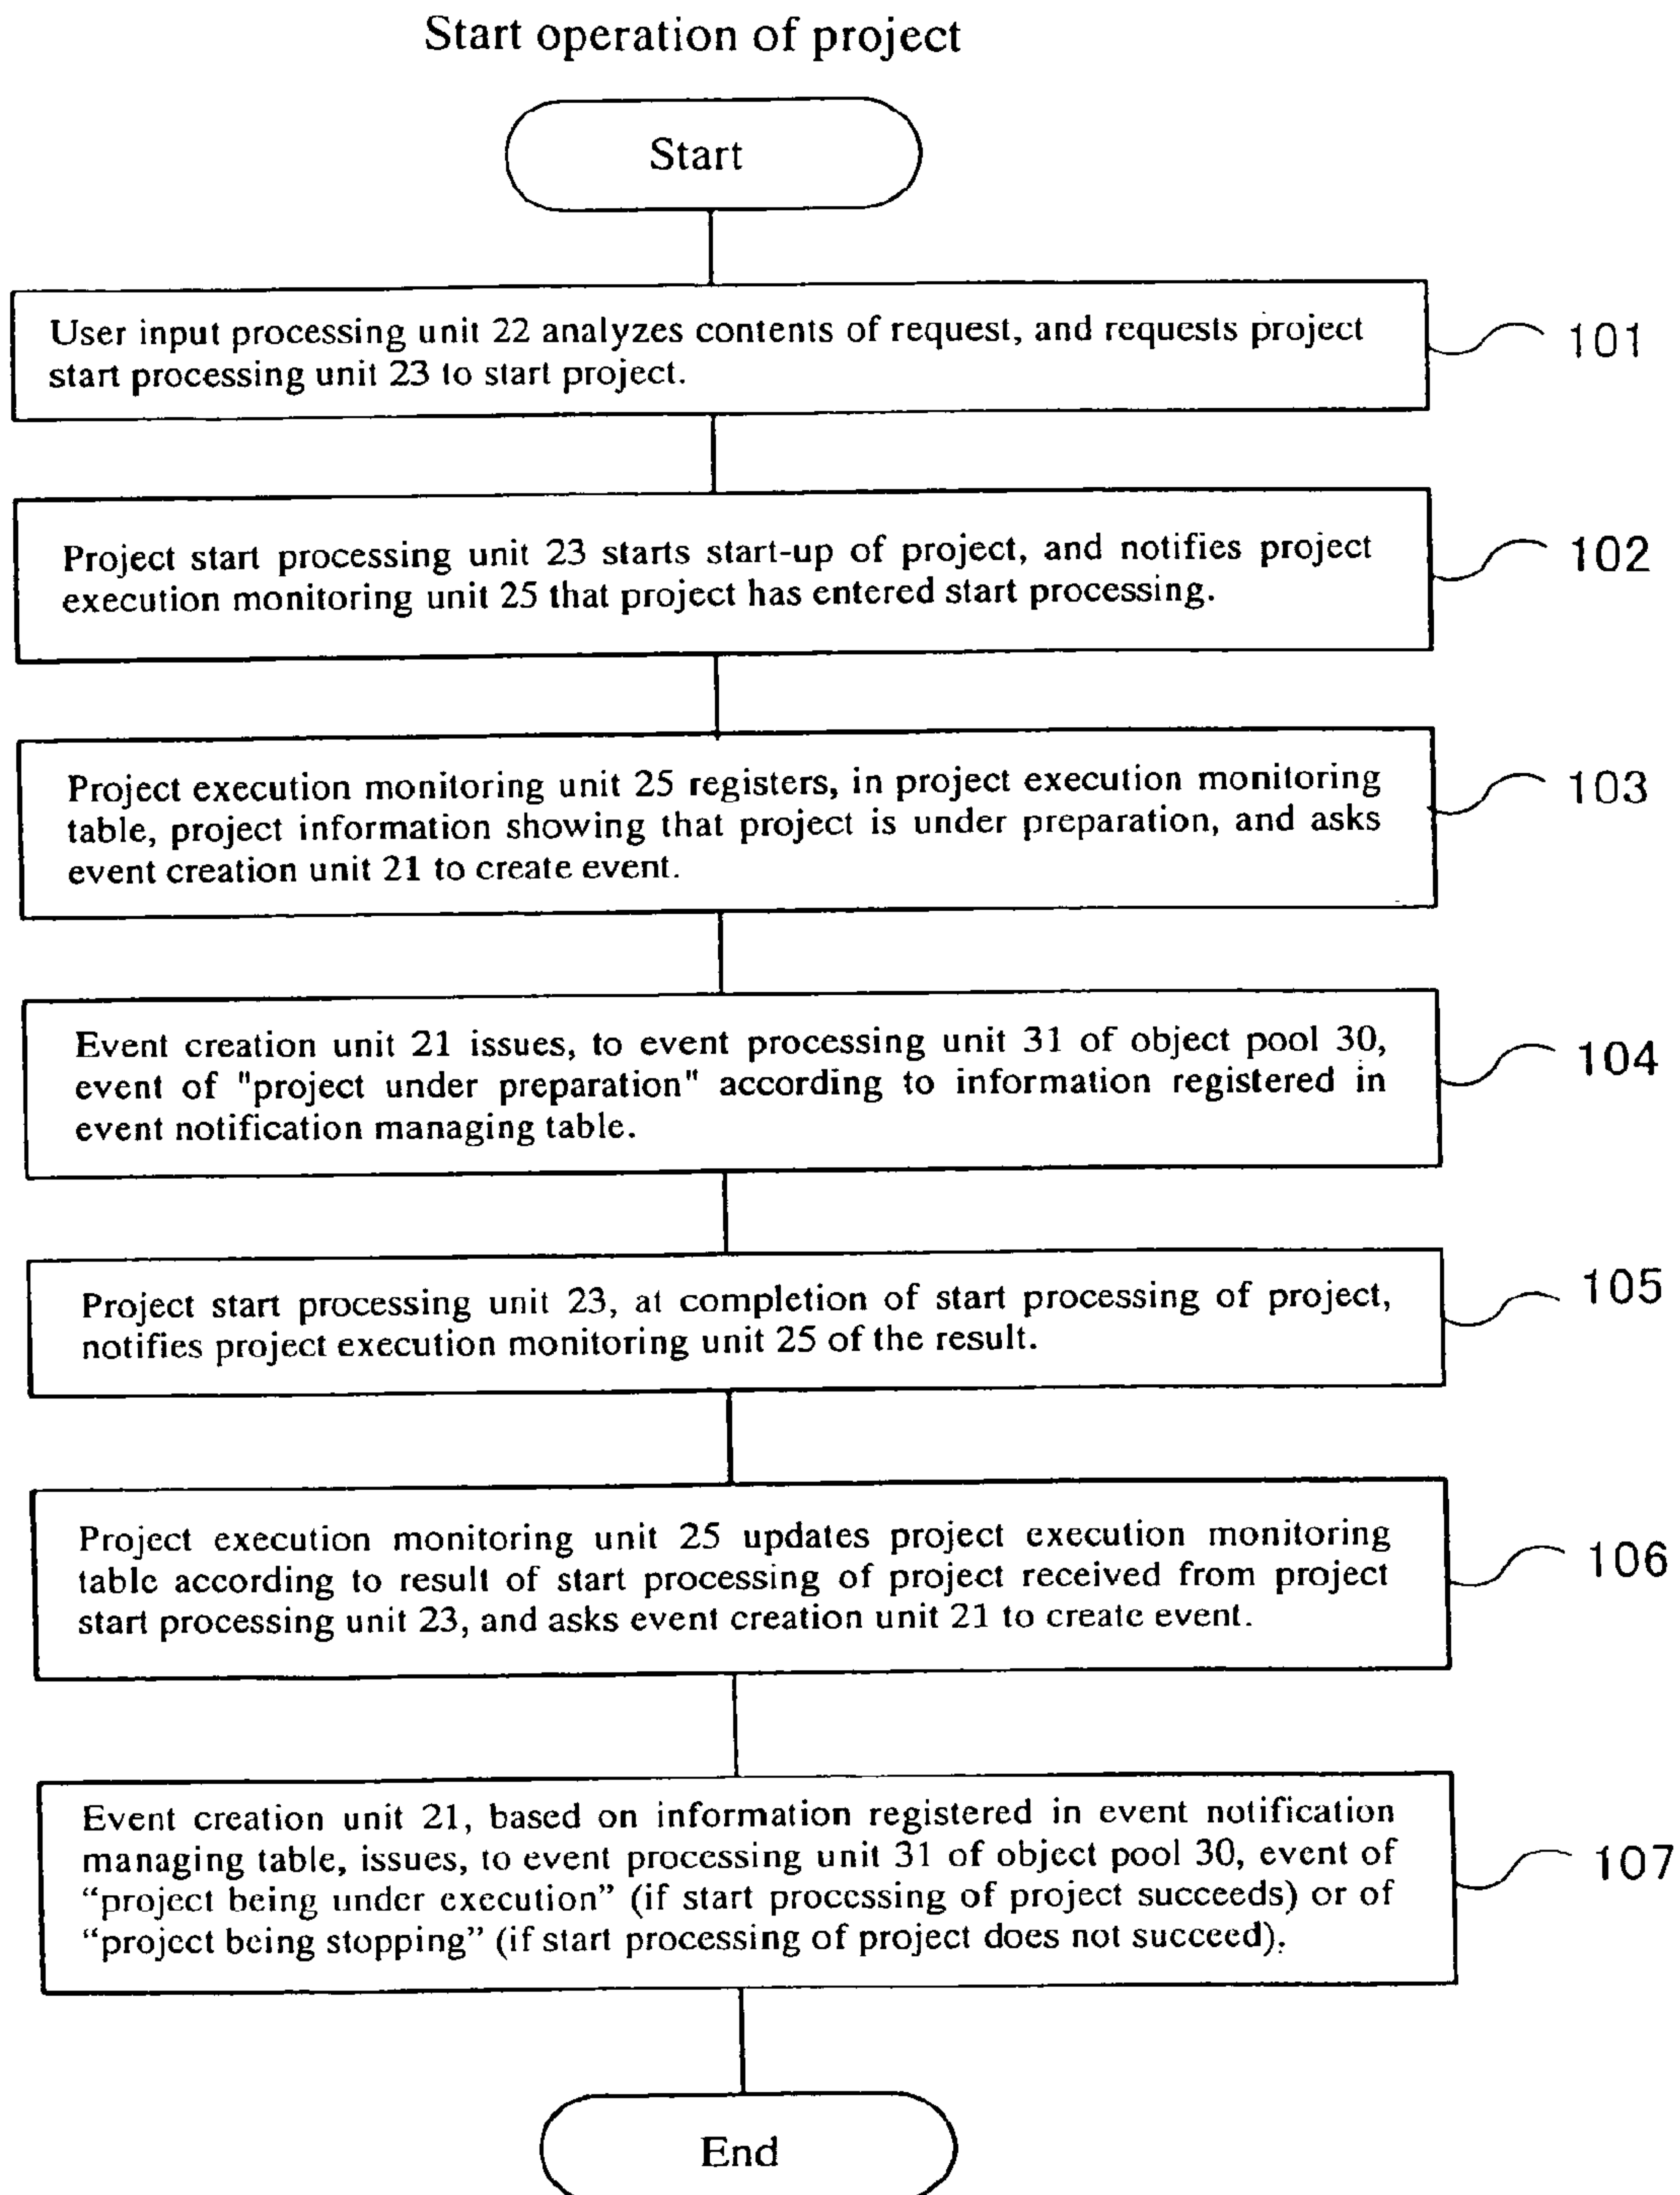 Start operation of project
Start
User input processing unit 22 analyzes contents of request, and requests project
start processing unit 23 to start project.
101
Project start processing unit 23 starts start-up of project, and notifies project
execution monitoring unit 25 that project has entered start processing.
102
Project execution monitoring unit 25 registers, in project execution monitoring
table, project information showing that project is under preparation, and asks
event creation unit 21 to create event.
103
Event creation unit 21 issues, to event processing unit 31 of object pool 30,
event of "project under preparation" according to information registered in
event notification managing table.
104
Project start processing unit 23, at completion of start processing of project,
notifies project execution monitoring unit 25 of the result.
105
Project execution monitoring unit 25 updates project execution monitoring
table according to result of start processing of project received from project
start processing unit 23, and asks event creation unit 21 to create event.
106
Event creation unit 21, based on information registered in event notification
managing table, issues, to event processing unit 31 of object pool 30, event of
“project being under execution” (if start processing of project succeeds) or of
“project being stopping” (if start processing of project does not succeed).
107
End